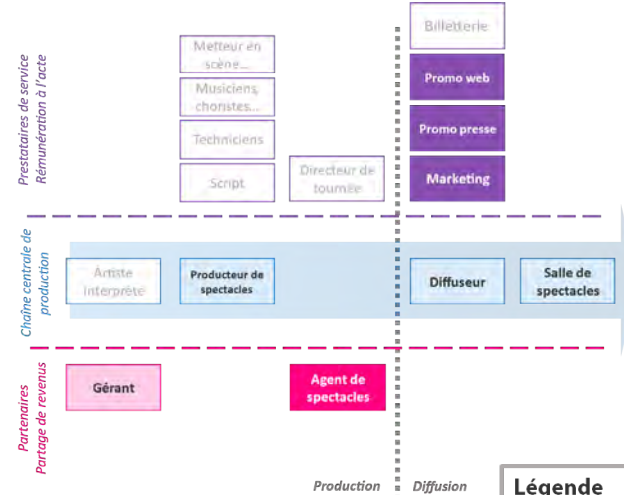 Prestataires de service
Rémunération à l'acte
Metteur en
scène...
Musiciens,
choristes...
Techniciens
Script
Directeur de
tournée
Billetterie
Promo web
Promo presse
Marketing
Chaîne centrale de
production
Artiste
interprète
Producteur de
spectacles
Diffuseur
Salle de
spectacles
Partenaires
Partage de revenus
Gérant
Agent de
spectacles
Production
Diffusion
Légende